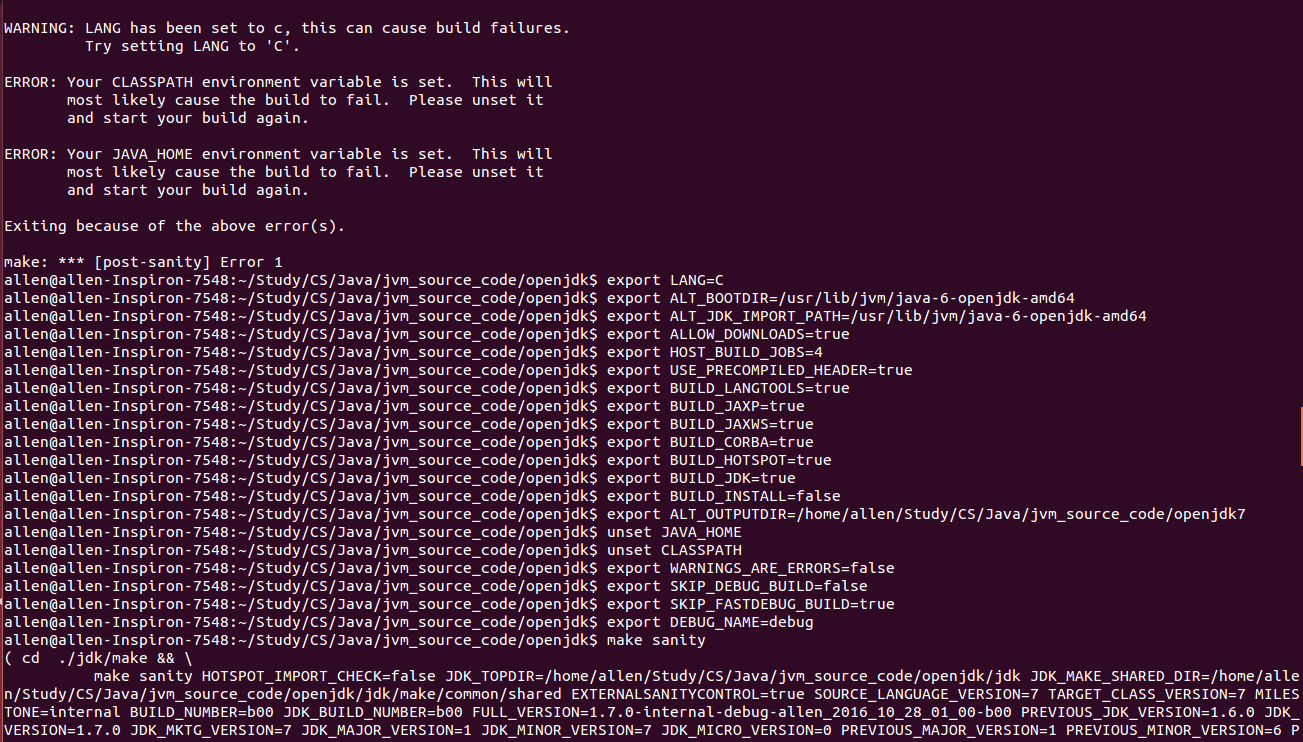 WARNING: LANG has been set to c, this can cause build failures.
         Try setting LANG to 'C'.
ERROR: Your CLASSPATH environment variable is set.  This will
       most likely cause the build to fail.  Please unset it
       and start your build again.
ERROR: Your JAVA_HOME environment variable is set.  This will
       most likely cause the build to fail.  Please unset it
       and start your build again.
Exiting because of the above error(s).
make: *** [post-sanity] Error 1
allen@allen-Inspiron-7548:~/Study/CS/Java/jvm_source_code/openjdk$ export LANG=C
allen@allen-Inspiron-7548:~/Study/CS/Java/jvm_source_code/openjdk$ export ALT_BOOTDIR=/usr/lib/jvm/java-6-openjdk-amd64
allen@allen-Inspiron-7548:~/Study/CS/Java/jvm_source_code/openjdk$ export ALT_JDK_IMPORT_PATH=/usr/lib/jvm/java-6-openjdk-amd64
allen@allen-Inspiron-7548:~/Study/CS/Java/jvm_source_code/openjdk$ export ALLOW_DOWNLOADS=true
allen@allen-Inspiron-7548:~/Study/CS/Java/jvm_source_code/openjdk$ export HOST_BUILD_JOBS=4
allen@allen-Inspiron-7548:~/Study/CS/Java/jvm_source_code/openjdk$ export USE_PRECOMPILED_HEADER=true
allen@allen-Inspiron-7548:~/Study/CS/Java/jvm_source_code/openjdk$ export BUILD_LANGTOOLS=true
allen@allen-Inspiron-7548:~/Study/CS/Java/jvm_source_code/openjdk$ export BUILD_JAXP=true
allen@allen-Inspiron-7548:~/Study/CS/Java/jvm_source_code/openjdk$ export BUILD_JAXWS=true
allen@allen-Inspiron-7548:~/Study/CS/Java/jvm_source_code/openjdk$ export BUILD_CORBA=true
allen@allen-Inspiron-7548:~/Study/CS/Java/jvm_source_code/openjdk$ export BUILD_HOTSPOT=true
allen@allen-Inspiron-7548:~/Study/CS/Java/jvm_source_code/openjdk$ export BUILD_JDK=true
allen@allen-Inspiron-7548:~/Study/CS/Java/jvm_source_code/openjdk$ export BUILD_INSTALL=false
allen@allen-Inspiron-7548:~/Study/CS/Java/jvm_source_code/openjdk$ export ALT_OUTPUTDIR=/home/allen/Study/CS/Java/jvm_source_code/openjdk7
allen@allen-Inspiron-7548:~/Study/CS/Java/jvm_source_code/openjdk$ unset JAVA_HOME
allen@allen-Inspiron-7548:~/Study/CS/Java/jvm_source_code/openjdk$ unset CLASSPATH
allen@allen-Inspiron-7548:~/Study/CS/Java/jvm_source_code/openjdk$ export WARNINGS_ARE_ERRORS=false
allen@allen-Inspiron-7548:~/Study/CS/Java/jvm_source_code/openjdk$ export SKIP_DEBUG_BUILD=false
allen@allen-Inspiron-7548:~/Study/CS/Java/jvm_source_code/openjdk$ export SKIP_FASTDEBUG_BUILD=true
allen@allen-Inspiron-7548:~/Study/CS/Java/jvm_source_code/openjdk$ export DEBUG_NAME=debug
allen@allen-Inspiron-7548:~/Study/CS/Java/jvm_source_code/openjdk$ make sanity
( cd  ./jdk/make && \
          make sanity HOTSPOT_IMPORT_CHECK=false JDK_TOPDIR=/home/allen/Study/CS/Java/jvm_source_code/openjdk/jdk JDK_MAKE_SHARED_DIR=/home/alle
n/Study/CS/Java/jvm_source_code/openjdk/jdk/make/common/shared EXTERNALSANITYCONTROL=true SOURCE_LANGUAGE_VERSION=7 TARGET_CLASS_VERSION=7 MILES
TONE=internal BUILD_NUMBER=b00 JDK_BUILD_NUMBER=b00 FULL_VERSION=1.7.0-internal-debug-allen_2016_10_28_01_00-b00 PREVIOUS_JDK_VERSION=1.6.0 JDK_
VERSION=1.7.0 JDK_MKTG_VERSION=7 JDK_MAJOR_VERSION=1 JDK_MINOR_VERSION=7 JDK_MICRO_VERSION=0 PREVIOUS_MAJOR_VERSION=1 PREVIOUS_MINOR_VERSION=6 P